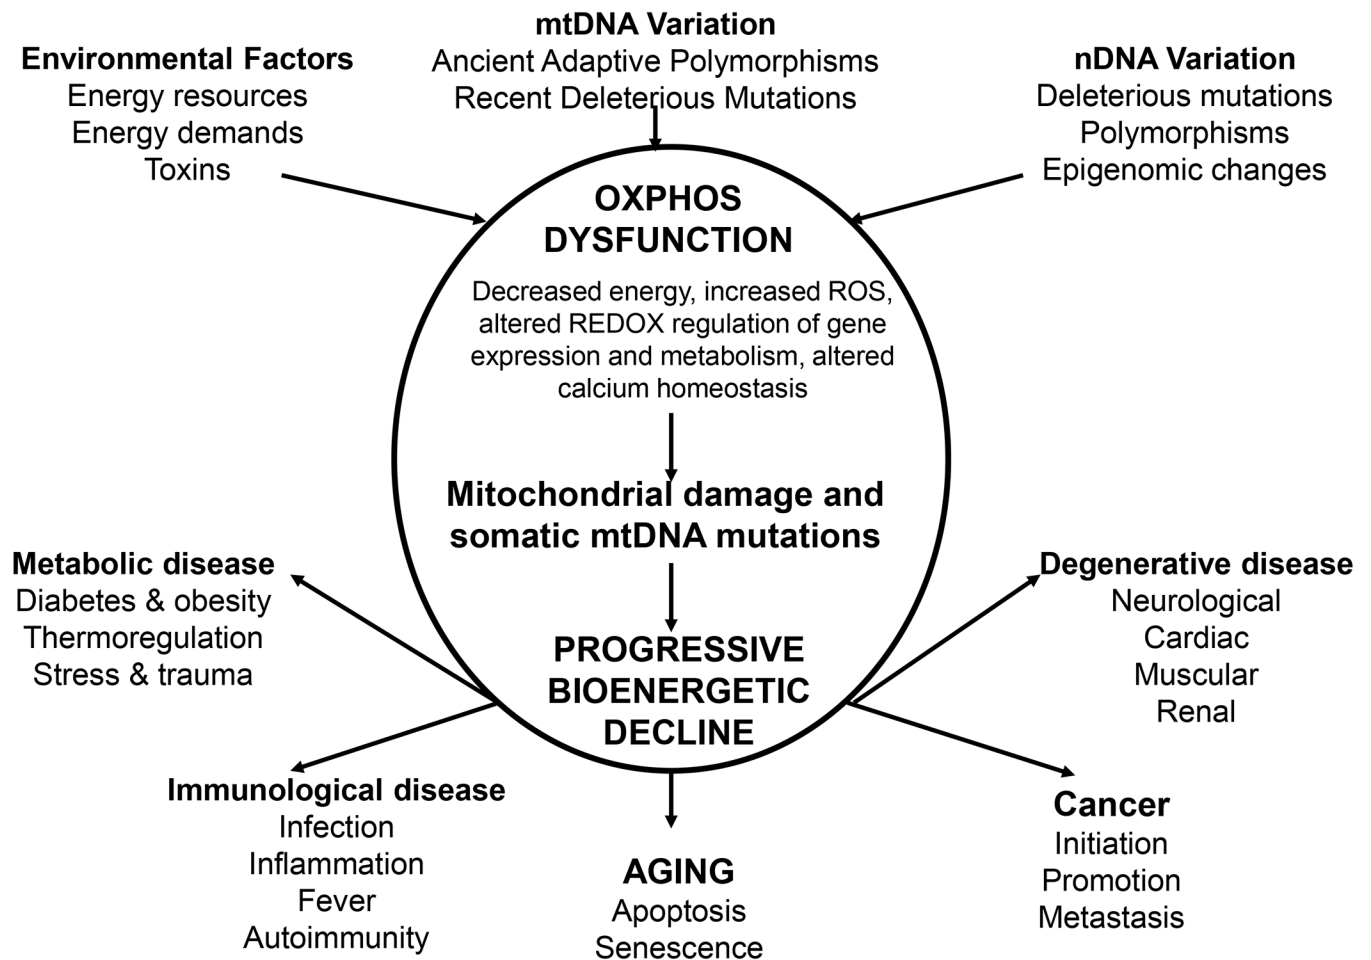 mtDNA Variation
Ancient Adaptive Polymorphisms
Recent Deleterious Mutations
Environmental Factors
Energy resources
Energy demands
Toxins
nDNA Variation
Deleterious mutations
Polymorphisms
Epigenomic changes
OXPHOS
DYSFUNCTION
Decreased energy, increased ROS,
altered REDOX regulation of gene
expression and metabolism, altered
calcium homeostasis
Mitochondrial damage and
somatic mtDNA mutations
PROGRESSIVE
BIOENERGETIC
DECLINE
Metabolic disease
Diabetes & obesity
Thermoregulation
Stress & trauma
Degenerative disease
Neurological
Cardiac
Muscular
Renal
Immunological disease
Infection
Inflammation
Fever
Autoimmunity
AGING
Apoptosis
Senescence
Cancer
Initiation
Promotion
Metastasis